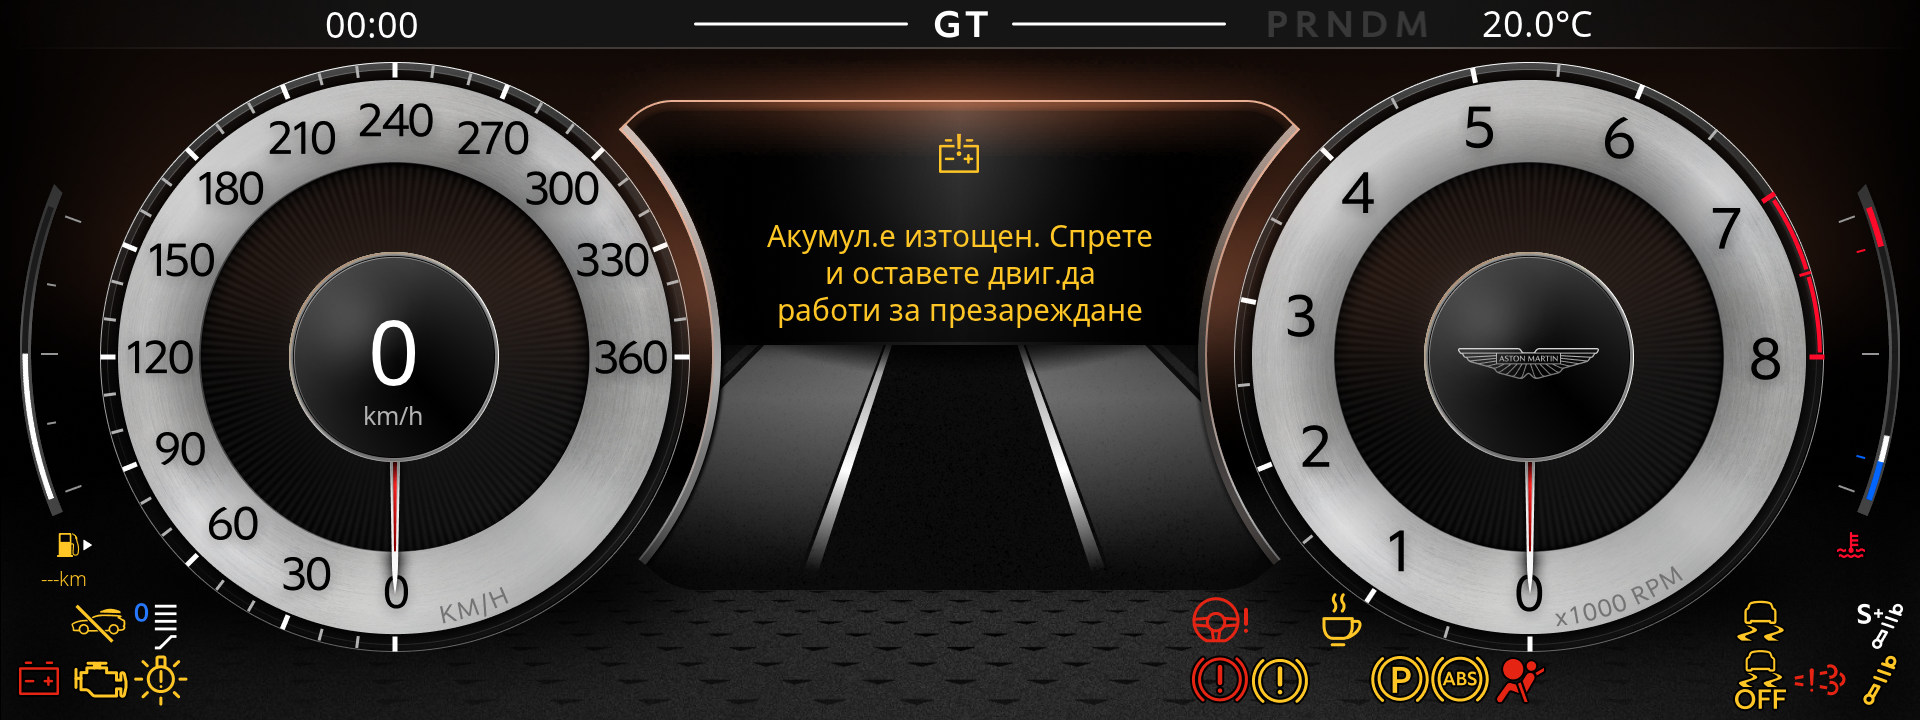 00:00
GT
PRNDM
20.0°C
0
30
60
90
120
150
180
210
240
270
300
330
360
KM/H
0
km/h
Акумул.е изтощен. Спрете
и оставете двиг.да
работи за презареждане
0
1
2
3
4
5
6
7
8
x1000 RPM
ASTON MARTIN
---km
0
P
ABS
OFF
S+